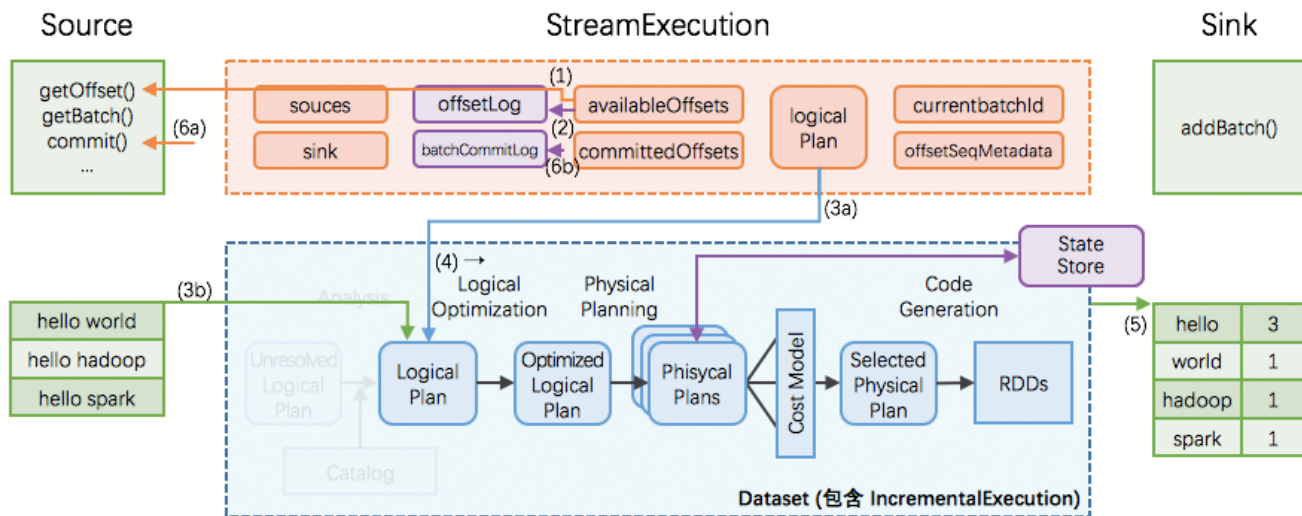 Source
StreamExecution
Sink
getOffset()
getBatch()
commit()
...
(6a)
(1)
souces
offsetLog
availableOffsets
(2)
sink
batchCommitLog
committedOffsets
(6b)
logical
Plan
currentbatchId
offsetSeqMetadata
addBatch()
(3a)
State
Store
(4) →
Logical
Optimization
Physical
Planning
Code
Generation
(3b)
Analysis
hello world
hello hadoop
hello spark
Unresolved
Logical
Plan
Logical
Plan
Optimized
Logical
Plan
Phisycal
Plans
Cost Model
Selected
Physical
Plan
RDDs
Catalog
Dataset (包含 IncrementalExecution)
(5)
hello 3
world 1
hadoop 1
spark 1